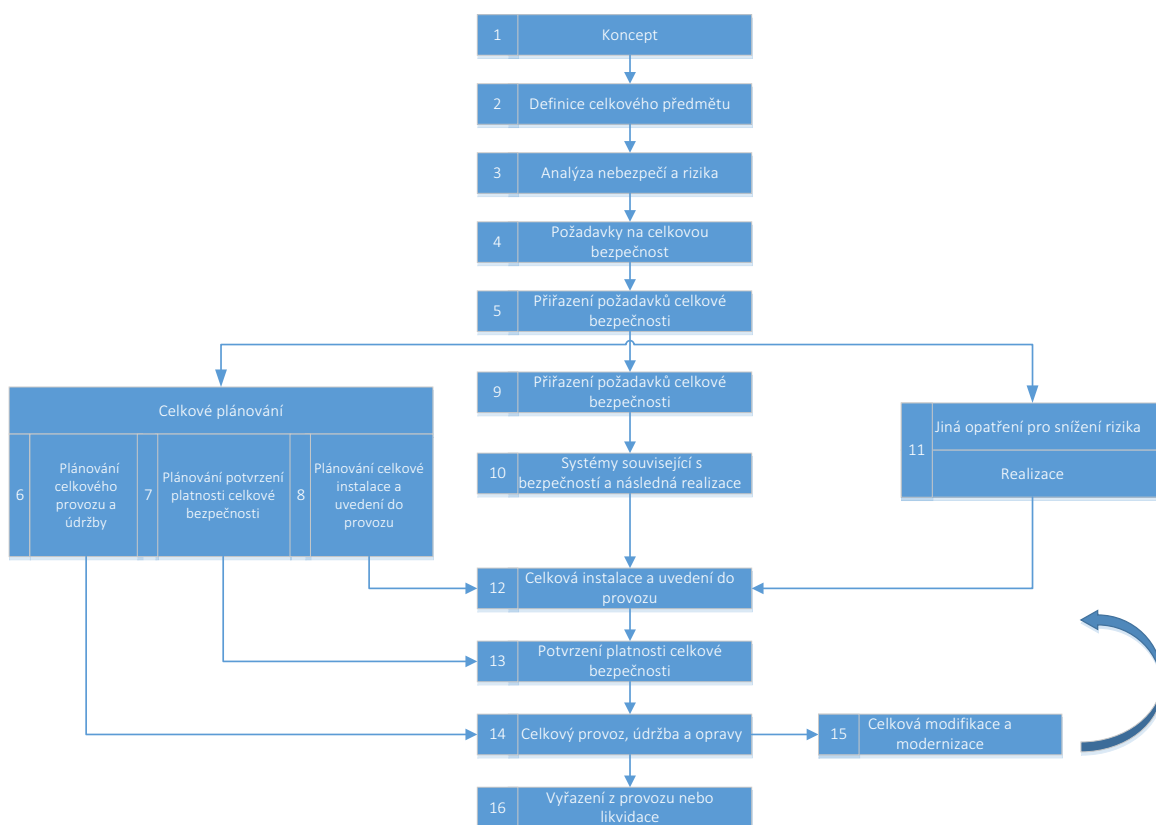 1
Koncept
2
Definice celkového předmětu
3
Analýza nebezpečí a rizika
4
Požadavky na celkovou
bezpečnost
5
Přiřazení požadavků celkové
bezpečnosti
Celkové plánování
6
Plánování
celkového
provozu a
údržby
7
Plánování potvrzení
platnosti celkové
bezpečnosti
8
Plánování celkové
instalace a
uvedení do
provozu
9
Přiřazení požadavků celkové
bezpečnosti
10
Systémy související s
bezpečností a následná realizace
11
Jiná opatření pro snížení rizika
Realizace
12
Celková instalace a uvedení do
provozu
13
Potvrzení platnosti celkové
bezpečnosti
14
Celkový provoz, údržba a opravy
15
Celková modifikace a
modernizace
16
Vyřazení z provozu nebo
likvidace